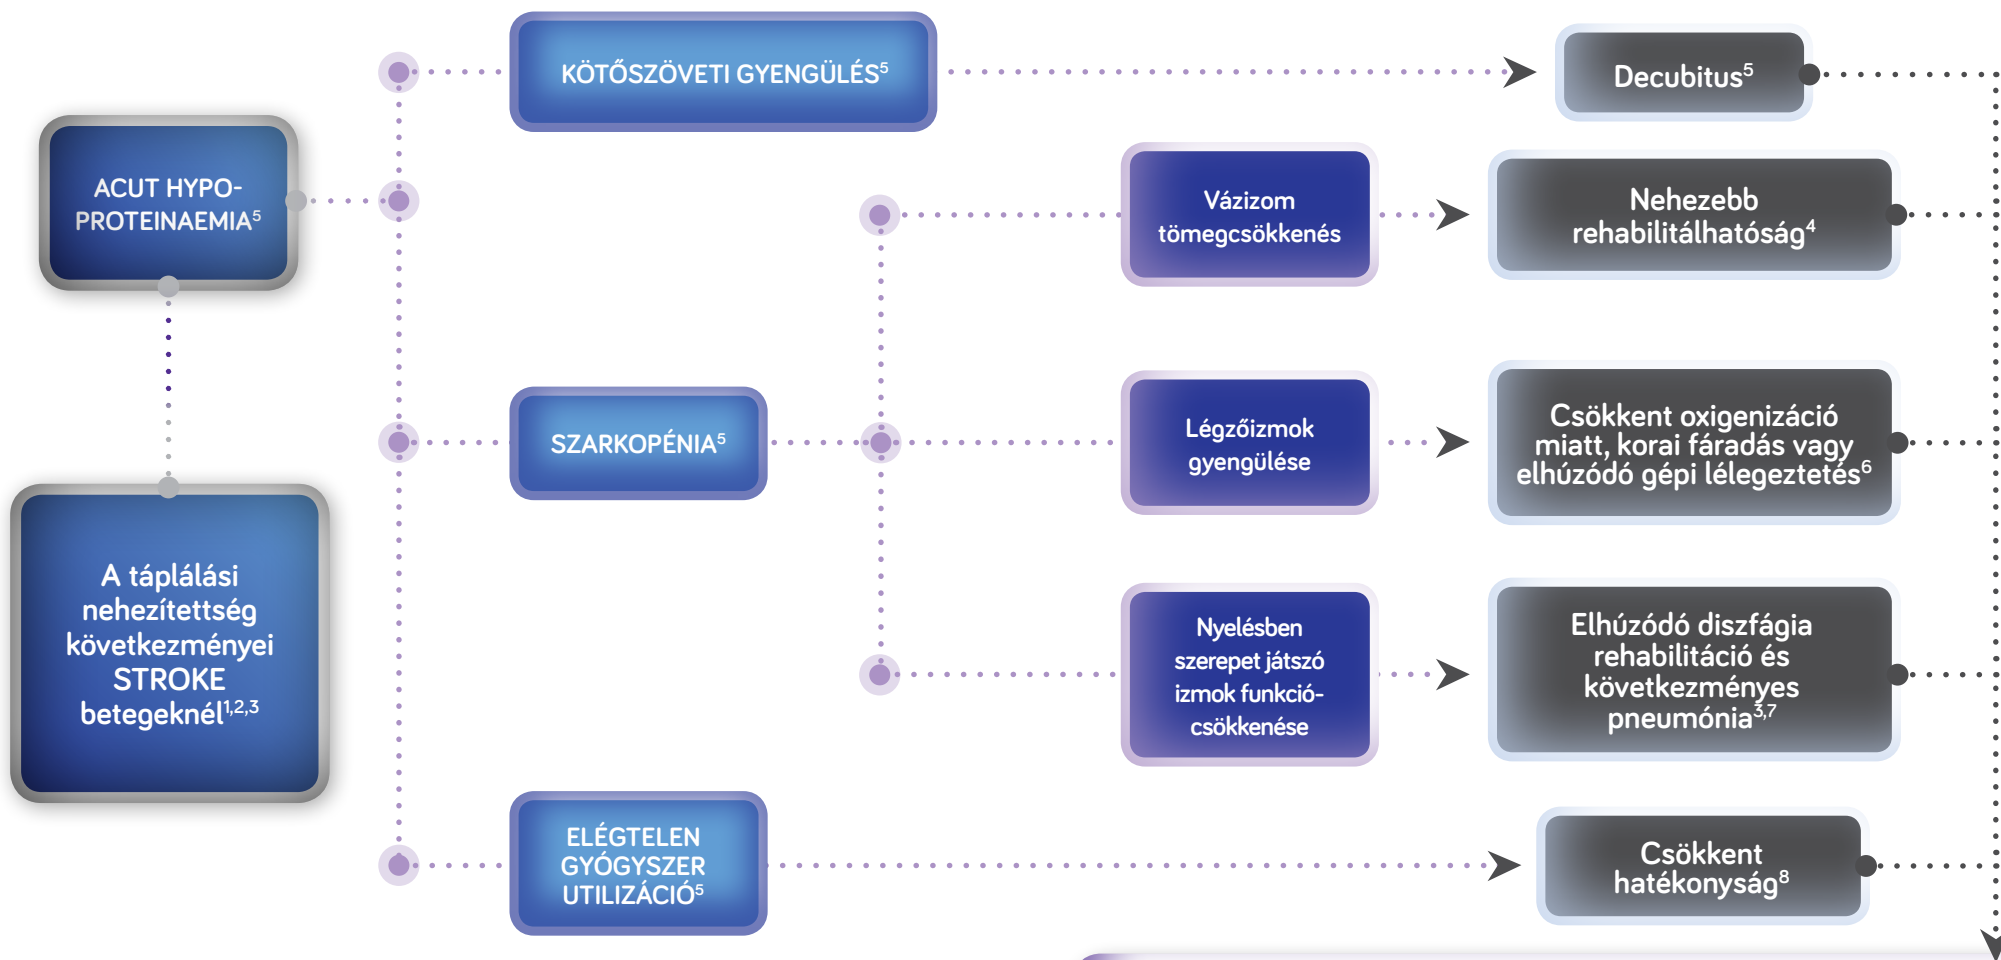 KÖTŐSZÖVETI GYENGÜLÉS⁵
Decubitus⁵
ACUT HYPO-
PROTEINAEMIA⁵
Vázizom
tömegcsökkenés
Nehezebb
rehabilitálhatóság⁴
SZARKOPÉNIA⁵
Légzőizmok
gyengülése
Csökkent oxigenizáció
miatt, korai fáradás vagy
elhúzódó gépi lélegeztetés⁶
A táplálási
nehezítettség
következményei
STROKE
betegeknél¹,²,³
Nyelésben
szerepet játszó
izmok funkció-
csökkenése
Elhúzódó diszfágia
rehabilitáció és
következményes
pneumónia³,⁷
ELÉGTELEN
GYÓGYSZER
UTILIZÁCIÓ⁵
Csökkent
hatékonyság⁸